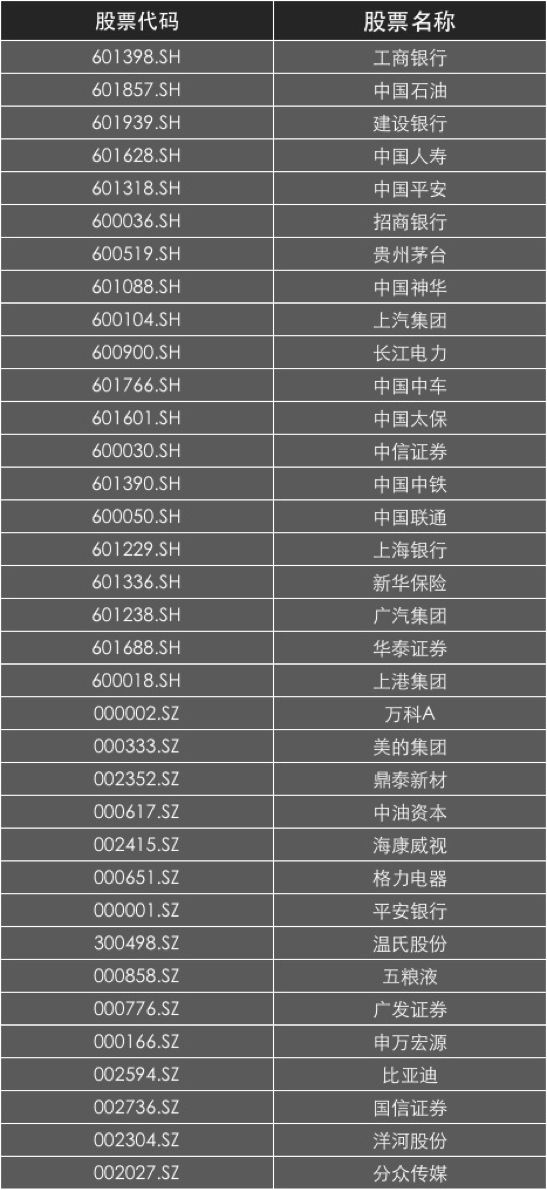 股票代码 股票名称
601398.SH 工商银行
601857.SH 中国石油
601939.SH 建设银行
601628.SH 中国人寿
601318.SH 中国平安
600036.SH 招商银行
600519.SH 贵州茅台
601088.SH 中国神华
600104.SH 上汽集团
600900.SH 长江电力
601766.SH 中国中车
601601.SH 中国太保
600030.SH 中信证券
601390.SH 中国中铁
600050.SH 中国联通
601229.SH 上海银行
601336.SH 新华保险
601238.SH 广汽集团
601688.SH 华泰证券
600018.SH 上港集团
000002.SZ 万科A
000333.SZ 美的集团
002352.SZ 鼎泰新材
000617.SZ 中油资本
002415.SZ 海康威视
000651.SZ 格力电器
000001.SZ 平安银行
300498.SZ 温氏股份
000858.SZ 五粮液
000776.SZ 广发证券
000166.SZ 申万宏源
002594.SZ 比亚迪
002736.SZ 国信证券
002304.SZ 洋河股份
002027.SZ 分众传媒